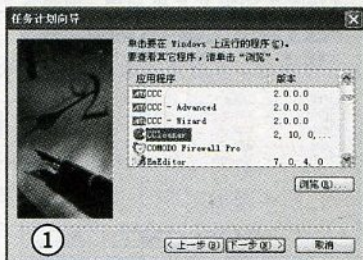 任务计划向导
单击要在 Windows 上运行的程序(C)。
要查看其它程序，请单击“浏览”。
应用程序 版本
CCC 2.0.0.0
CCC - Advanced 2.0.0.0
CCC - Wizard 2.0.0.0
CCleaner 2, 10, 0,...
COMODO Firewall Pro
EmEditor 7, 0, 4, 0
浏览(R)...
①
< 上一步(B) 下一步(N) > 取消